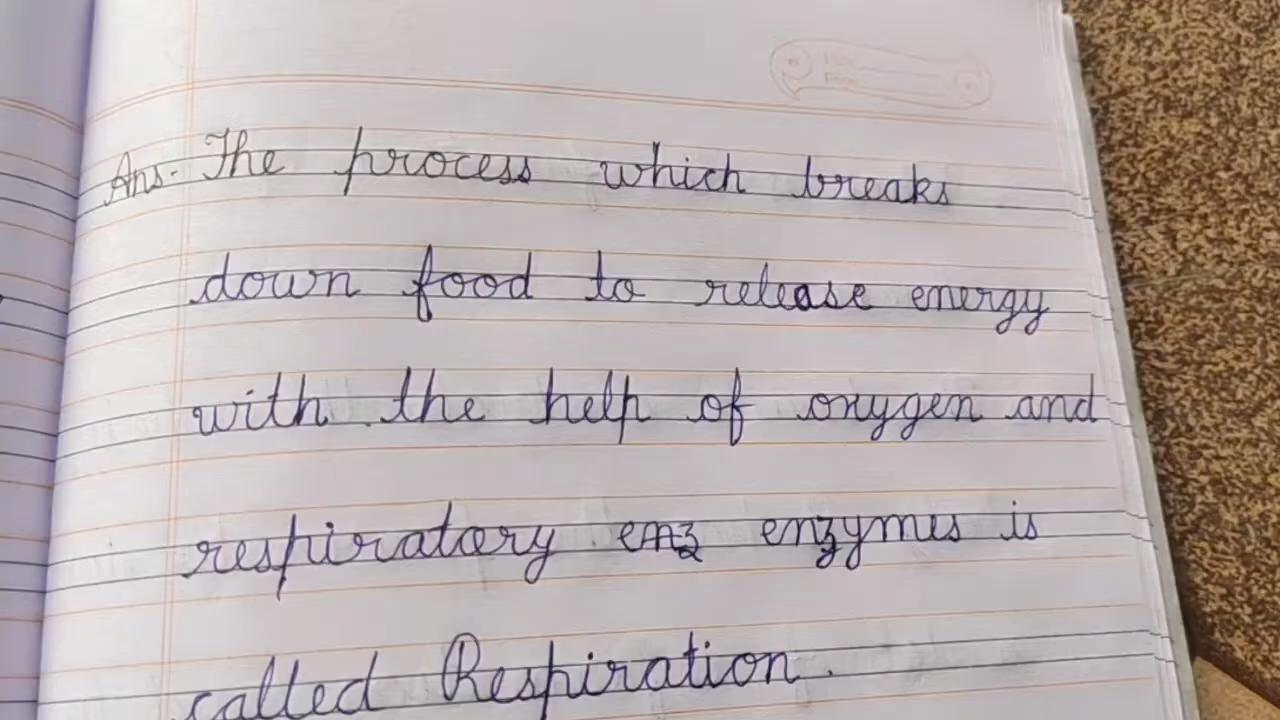 Ans. The process which breaks
down food to release energy
with the help of oxygen and
respiratory enz enzymes is
called Respiration.